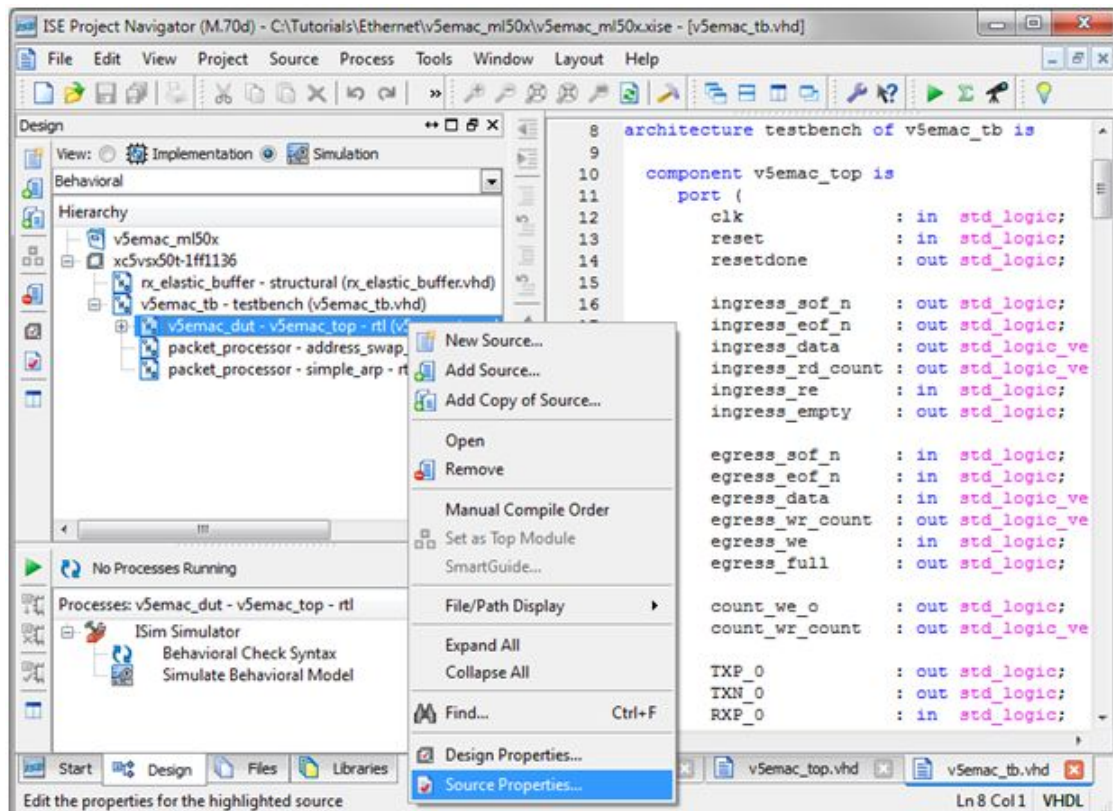 ISE Project Navigator (M.70d) - C:\Tutorials\Ethernet\v5emac_ml50x\v5emac_ml50x.xise - [v5emac_tb.vhd]
File Edit View Project Source Process Tools Window Layout Help
Design
View: Implementation Simulation
Behavioral
Hierarchy
v5emac_ml50x
xc5vsx50t-1ff1136
rx_elastic_buffer - structural (rx_elastic_buffer.vhd)
v5emac_tb - testbench (v5emac_tb.vhd)
v5emac_dut - v5emac_top - rtl
packet_processor - address_swap_
packet_processor - simple_arp
No Processes Running
Processes: v5emac_dut - v5emac_top - rtl
ISim Simulator
Behavioral Check Syntax
Simulate Behavioral Model
New Source...
Add Source...
Add Copy of Source...
Open
Remove
Manual Compile Order
Set as Top Module
SmartGuide...
File/Path Display
Expand All
Collapse All
Find... Ctrl+F
Design Properties...
Source Properties...
8 architecture testbench of v5emac_tb is
9
10 component v5emac_top is
11 port (
12 clk : in std_logic;
13 reset : in std_logic;
14 resetdone : out std_logic;
15
16 ingress_sof_n : out std_logic;
ingress_eof_n : out std_logic;
ingress_data : out std_logic_ve
ingress_rd_count : out std_logic_ve
ingress_re : in std_logic;
ingress_empty : out std_logic;
egress_sof_n : in std_logic;
egress_eof_n : in std_logic;
egress_data : in std_logic_ve
egress_wr_count : out std_logic_ve
egress_we : in std_logic;
egress_full : out std_logic;
count_we_o : out std_logic;
count_wr_count : out std_logic_ve
TXP_0 : out std_logic;
TXN_0 : out std_logic;
RXP_0 : in std_logic;
Start Design Files Libraries
v5emac_top.vhd v5emac_tb.vhd
Edit the properties for the highlighted source
Ln 8 Col 1 VHDL